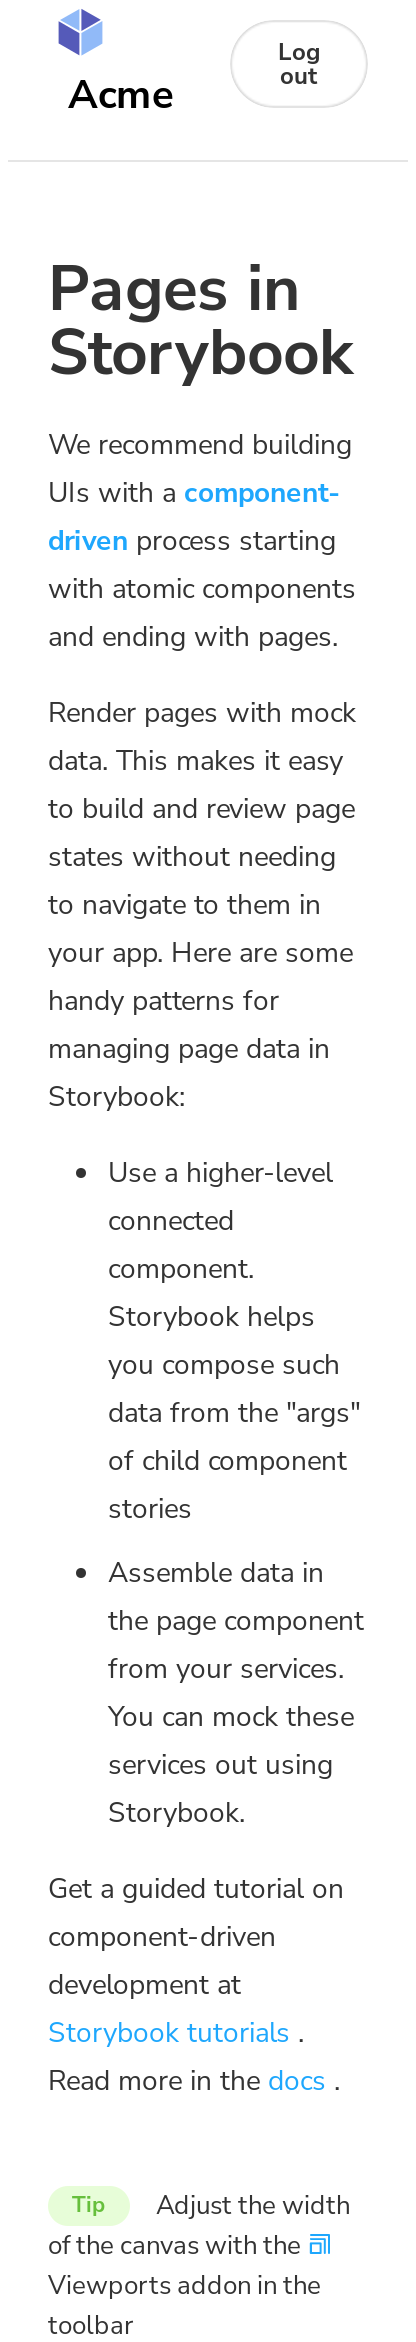 Acme
Log
out
Pages in
Storybook
We recommend building
UIs with a component-
driven process starting
with atomic components
and ending with pages.
Render pages with mock
data. This makes it easy
to build and review page
states without needing
to navigate to them in
your app. Here are some
handy patterns for
managing page data in
Storybook:
• Use a higher-level
connected
component.
Storybook helps
you compose such
data from the "args"
of child component
stories
• Assemble data in
the page component
from your services.
You can mock these
services out using
Storybook.
Get a guided tutorial on
component-driven
development at
Storybook tutorials .
Read more in the docs .
Tip Adjust the width
of the canvas with the
Viewports addon in the
toolbar